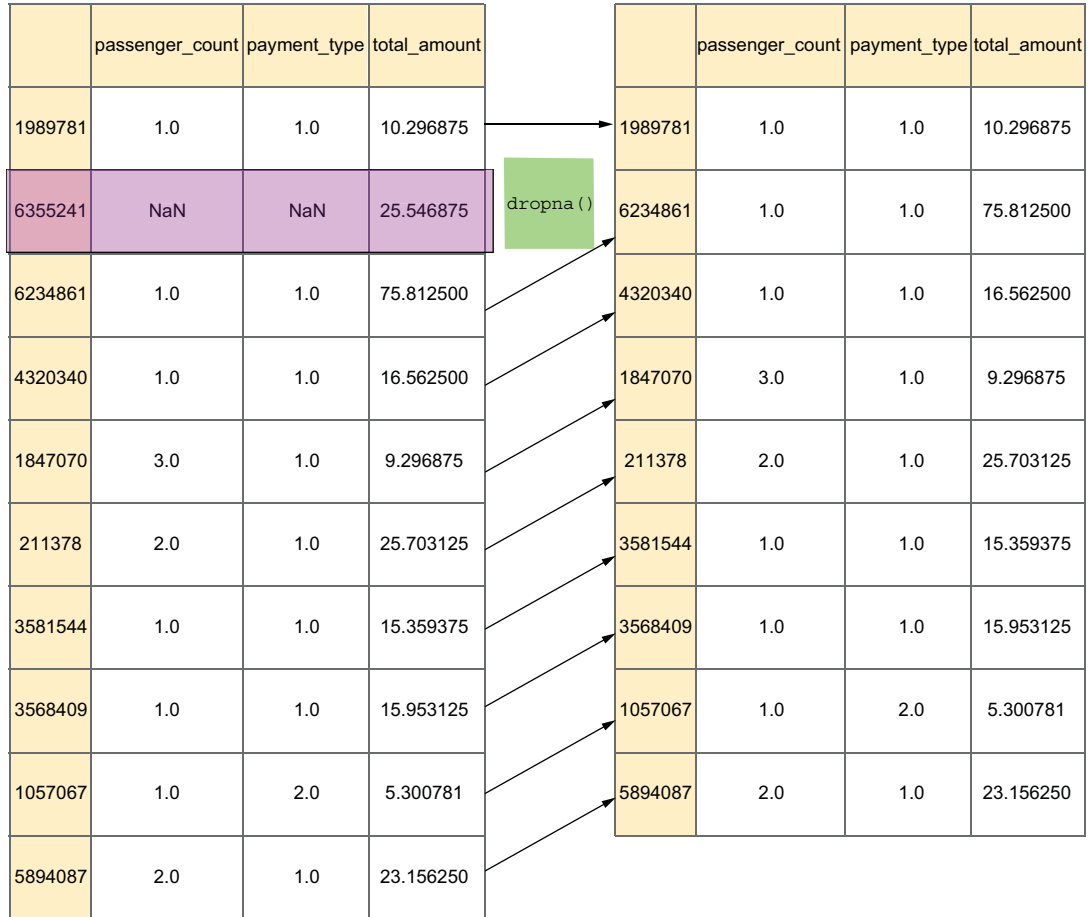 passenger_count payment_type total_amount
1989781 1.0 1.0 10.296875
6355241 NaN NaN 25.546875
6234861 1.0 1.0 75.812500
4320340 1.0 1.0 16.562500
1847070 3.0 1.0 9.296875
211378 2.0 1.0 25.703125
3581544 1.0 1.0 15.359375
3568409 1.0 1.0 15.953125
1057067 1.0 2.0 5.300781
5894087 2.0 1.0 23.156250
dropna()
passenger_count payment_type total_amount
1989781 1.0 1.0 10.296875
6234861 1.0 1.0 75.812500
4320340 1.0 1.0 16.562500
1847070 3.0 1.0 9.296875
211378 2.0 1.0 25.703125
3581544 1.0 1.0 15.359375
3568409 1.0 1.0 15.953125
1057067 1.0 2.0 5.300781
5894087 2.0 1.0 23.156250